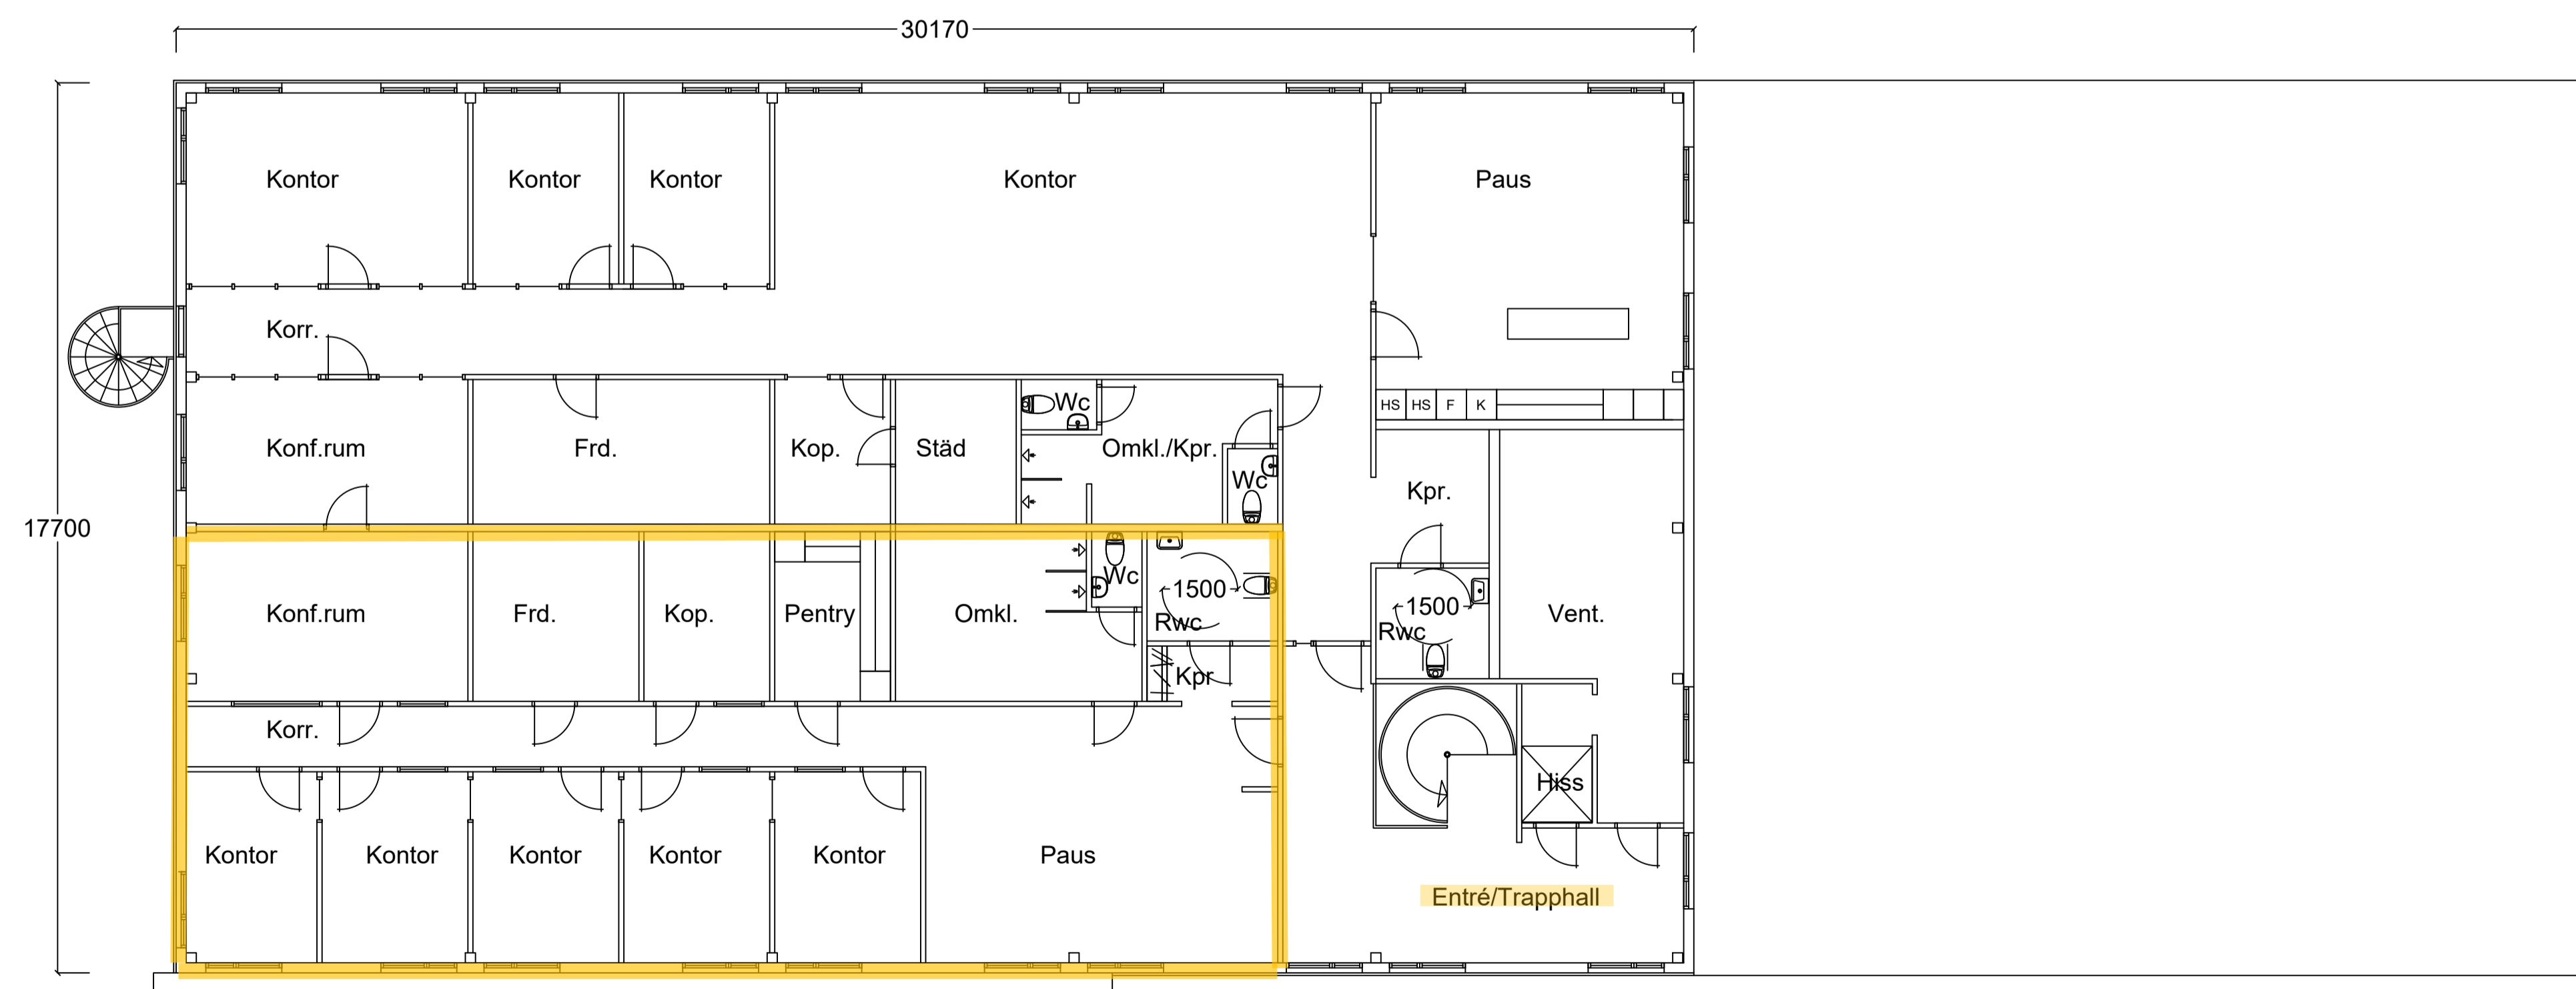 30170
Kontor
Kontor
Kontor
Kontor
Paus
Korr.
HS
HS
F
K
Wc
Konf.rum
Frd.
Kop.
Städ
Omkl./Kpr.
Wc
Kpr.
17700
Wc
1500
1500
Konf.rum
Frd.
Kop.
Pentry
Omkl.
Rwc
Rwc
Vent.
Kpr
Korr.
Hiss
Kontor
Kontor
Kontor
Kontor
Kontor
Paus
Entré/Trapphall